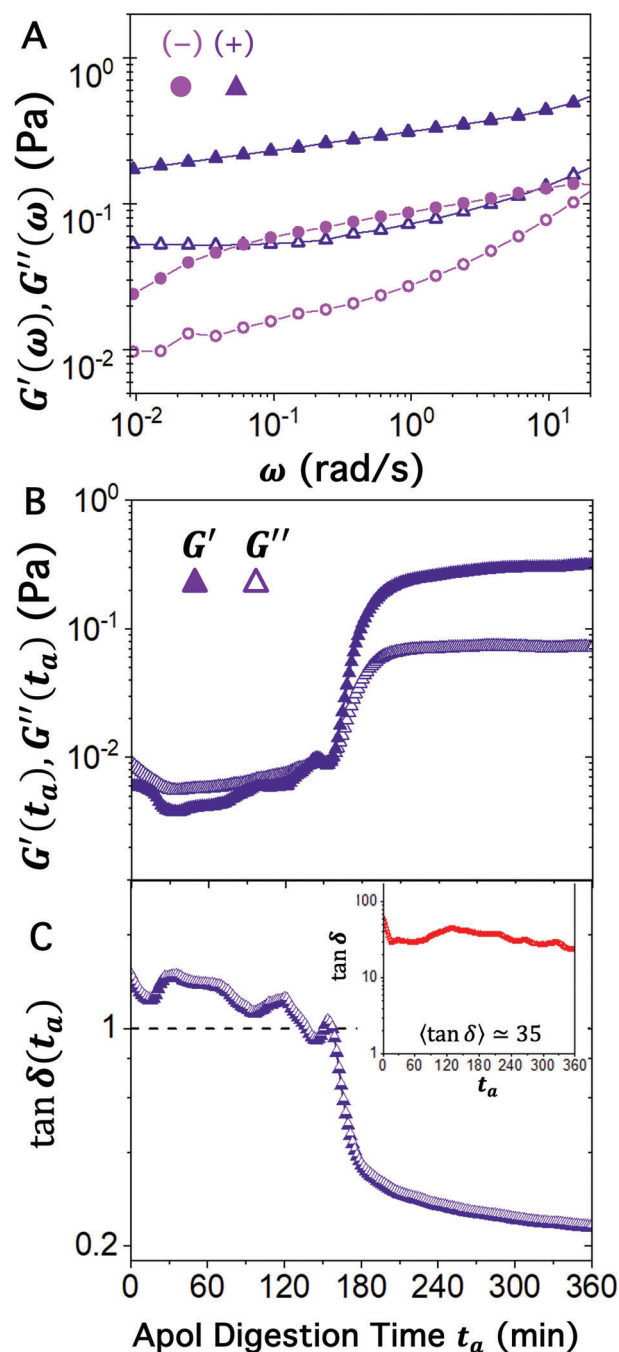 A
(−) (+)
G′(ω), G″(ω) (Pa)
10⁰
10⁻¹
10⁻²
10⁻² 10⁻¹ 10⁰ 10¹
ω (rad/s)
B
G′ G″
G′(tₐ), G″(tₐ) (Pa)
10⁰
10⁻¹
10⁻²
C
tan δ(tₐ)
1
0.2
tan δ
100
10
1
⟨tan δ⟩ ≃ 35
0 60 120 180 240 300 360
tₐ
0 60 120 180 240 300 360
Apol Digestion Time tₐ (min)